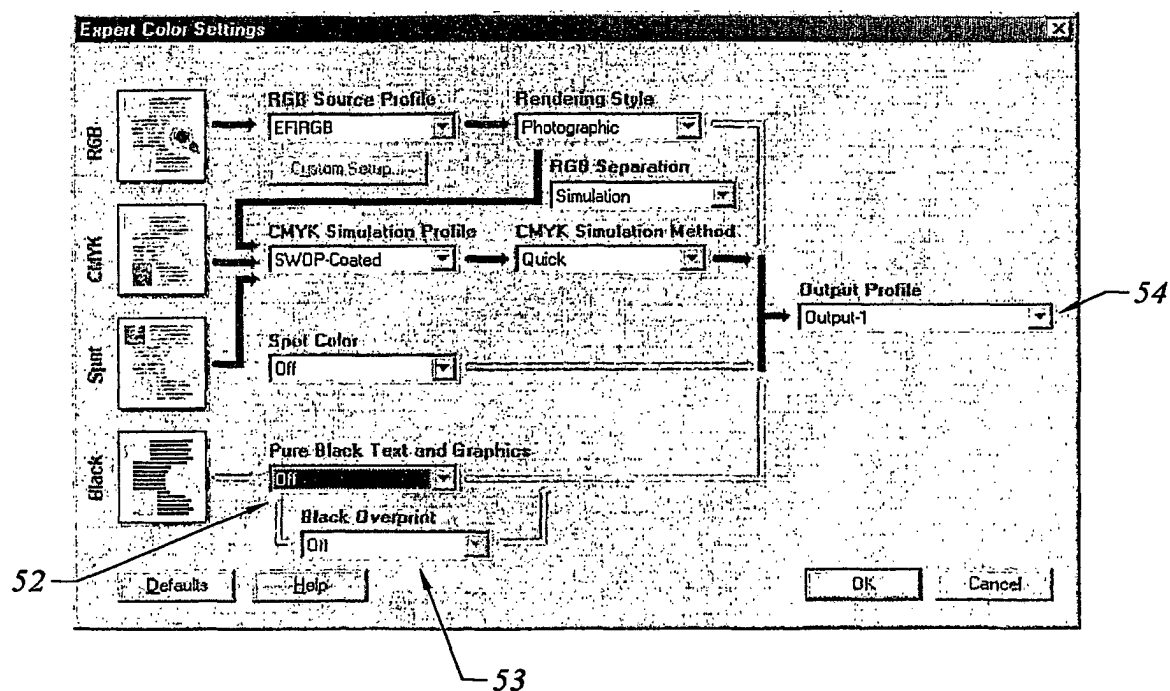 Expert Color Settings
RGB
RGB Source Profile
EFIRGB
Custom Setup...
Rendering Style
Photographic
RGB Separation
Simulation
CMYK
CMYK Simulation Profile
SWOP-Coated
CMYK Simulation Method
Quick
Output Profile
Output-1
54
Spot
Spot Color
Off
Black
Pure Black Text and Graphics
Off
Black Overprint
Off
52
Defaults
Help
OK
Cancel
53